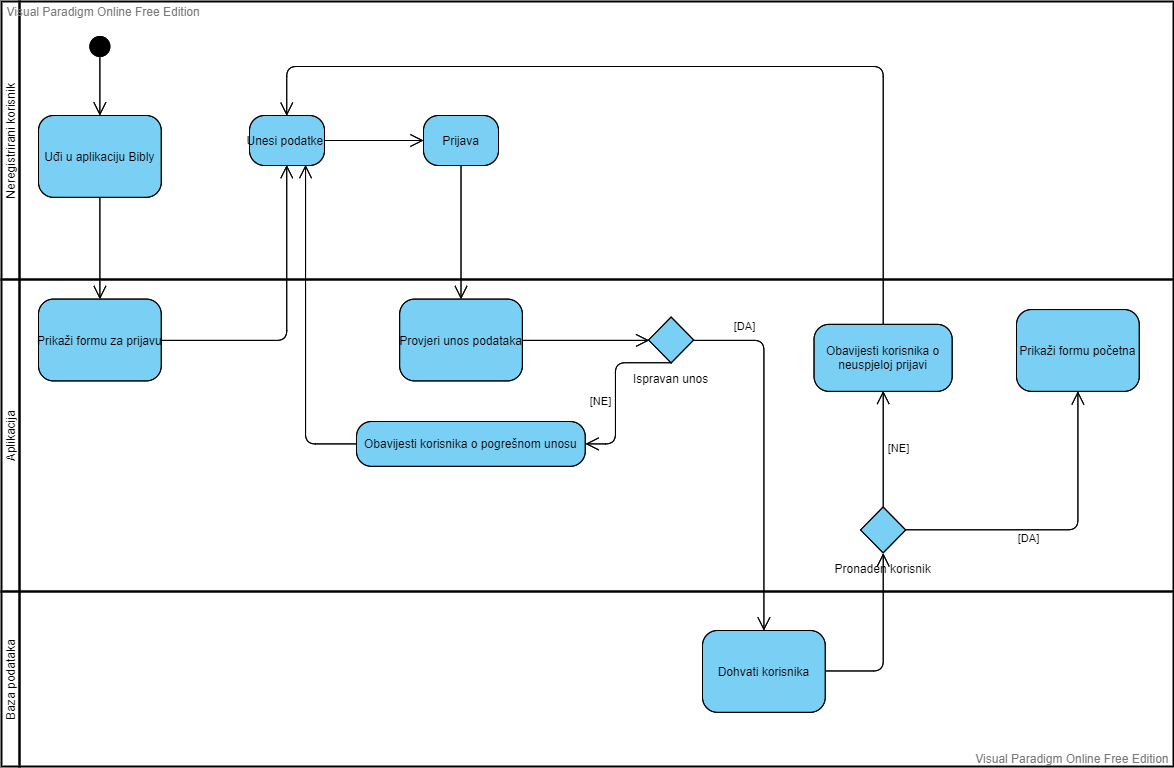 Visual Paradigm Online Free Edition
Neregistrirani korisnik
Uđi u aplikaciju Bibly
Unesi podatke
Prijava
Aplikacija
Prikaži formu za prijavu
Provjeri unos podataka
Ispravan unos
[DA]
[NE]
Obavijesti korisnika o pogrešnom unosu
Obavijesti korisnika o
neuspjeloj prijavi
Prikaži formu početna
[NE]
[DA]
Pronađen korisnik
Baza podataka
Dohvati korisnika
Visual Paradigm Online Free Edition